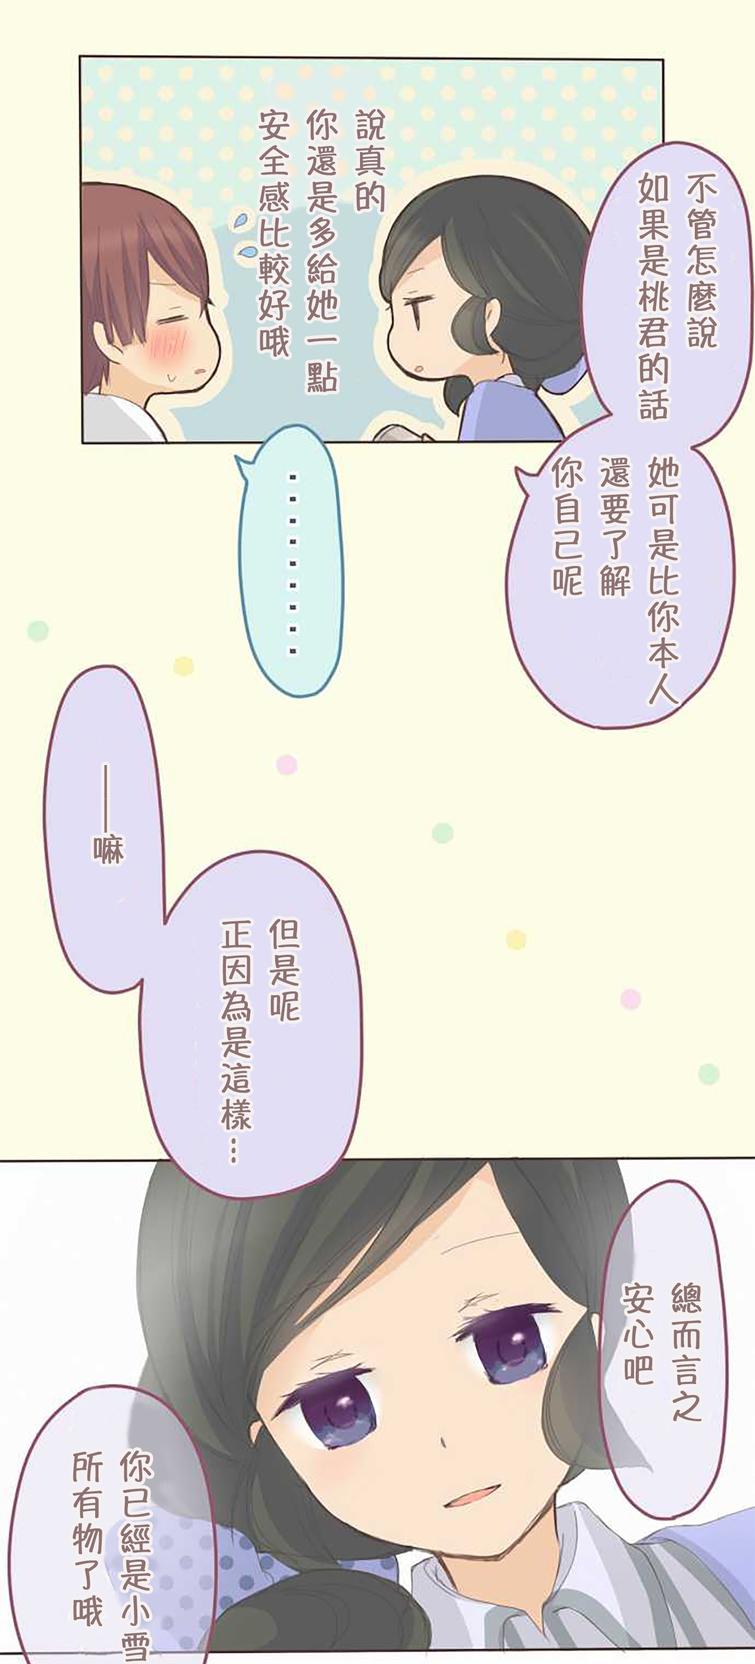 不管怎麼說
如果是桃君的話
她可是比你本人
還要了解
你自己呢
說真的
你還是多給她一點
安全感比較好哦
⋯⋯⋯⋯
——嘛
但是呢
正因為是這樣…
總而言之
安心吧
你已經是小雪
所有物了哦